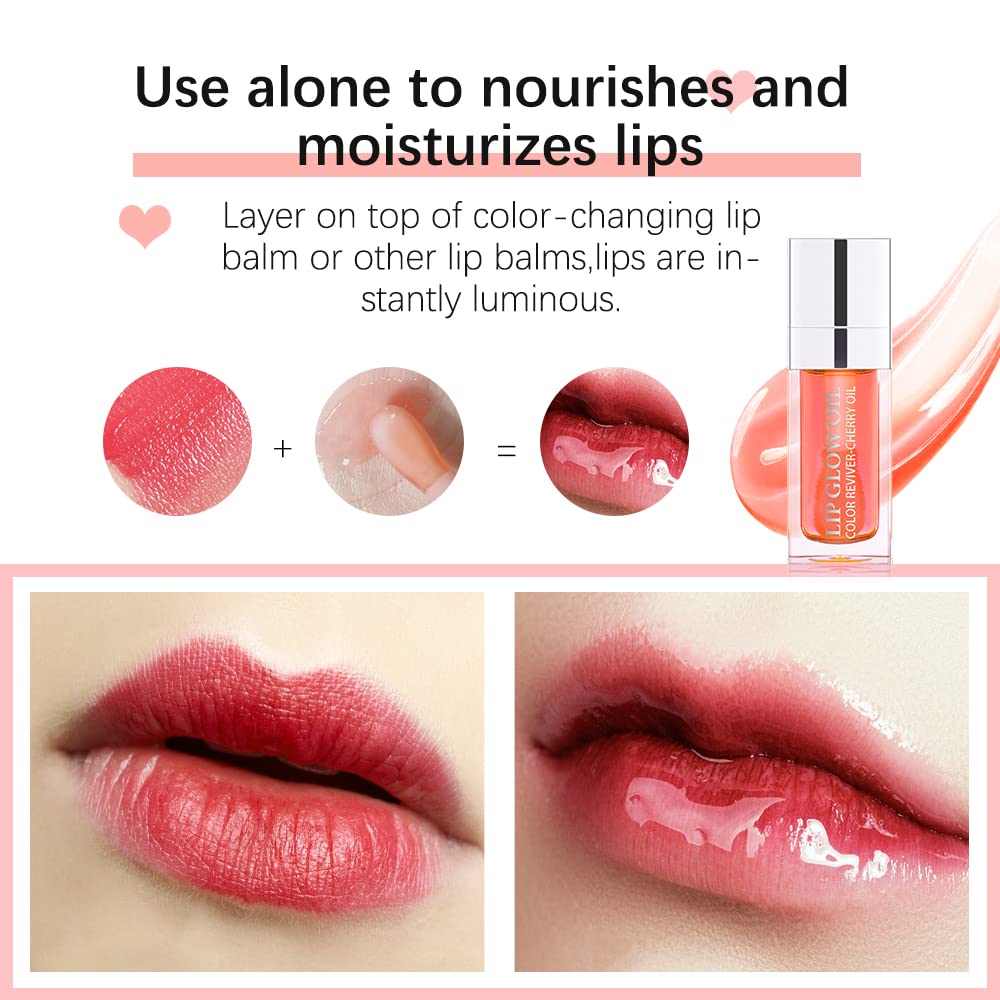 Use alone to nourishes and
moisturizes lips
Layer on top of color-changing lip
balm or other lip balms,lips are in-
stantly luminous.
+
=
LIP GLOW OIL
COLOR REVIVER-CHERRY OIL